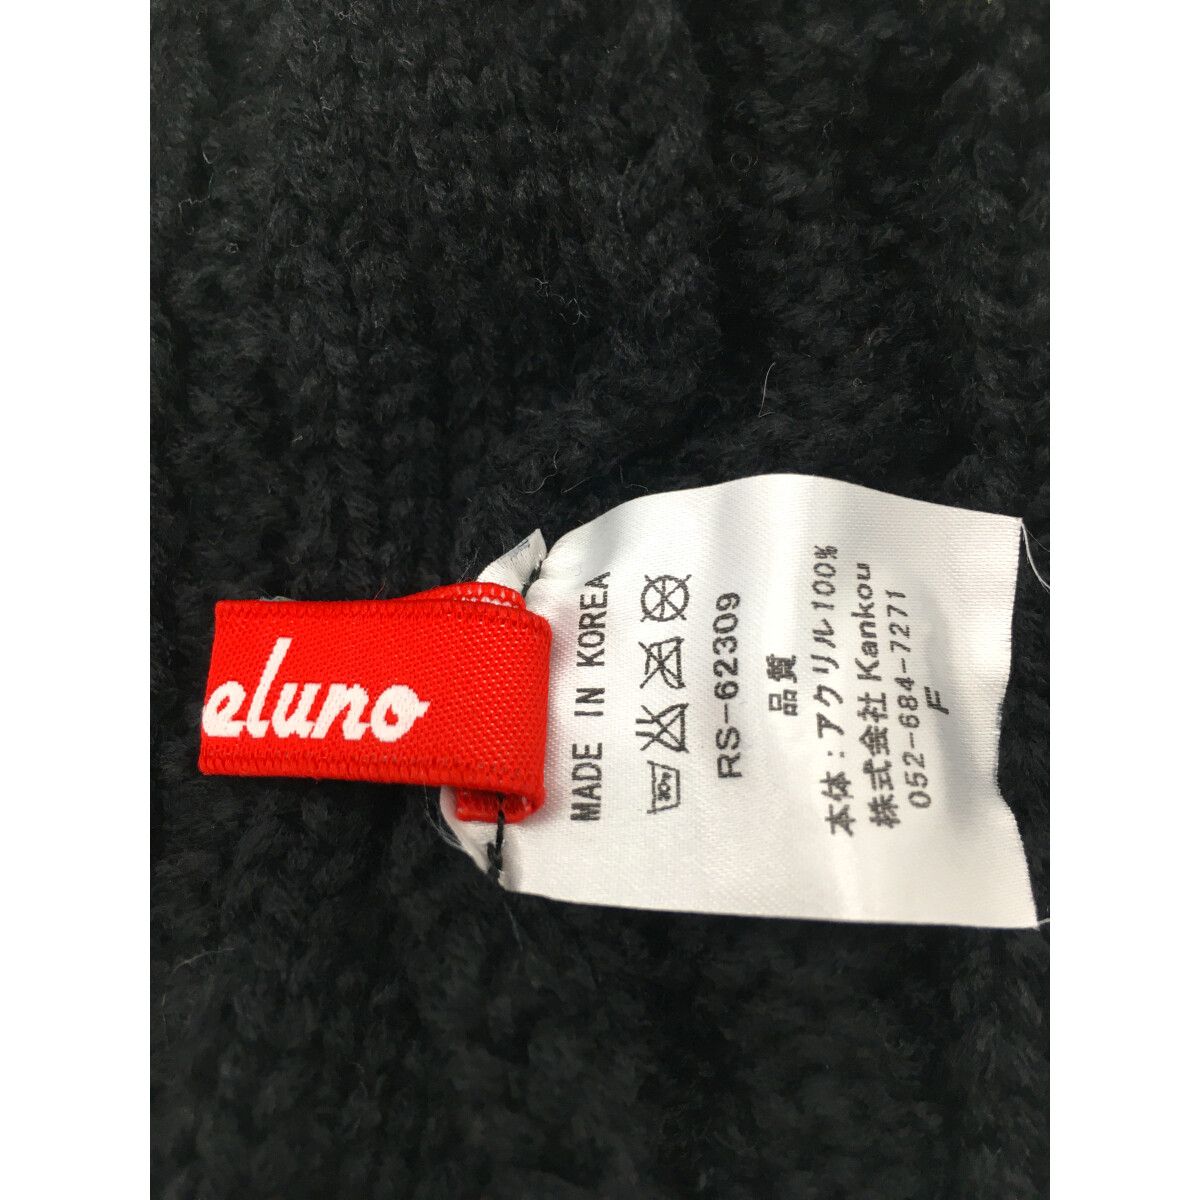 eluno
MADE IN KOREA
RS-62309
品質
本体：アクリル100%
株式会社 Kankou
052-684-7271
F